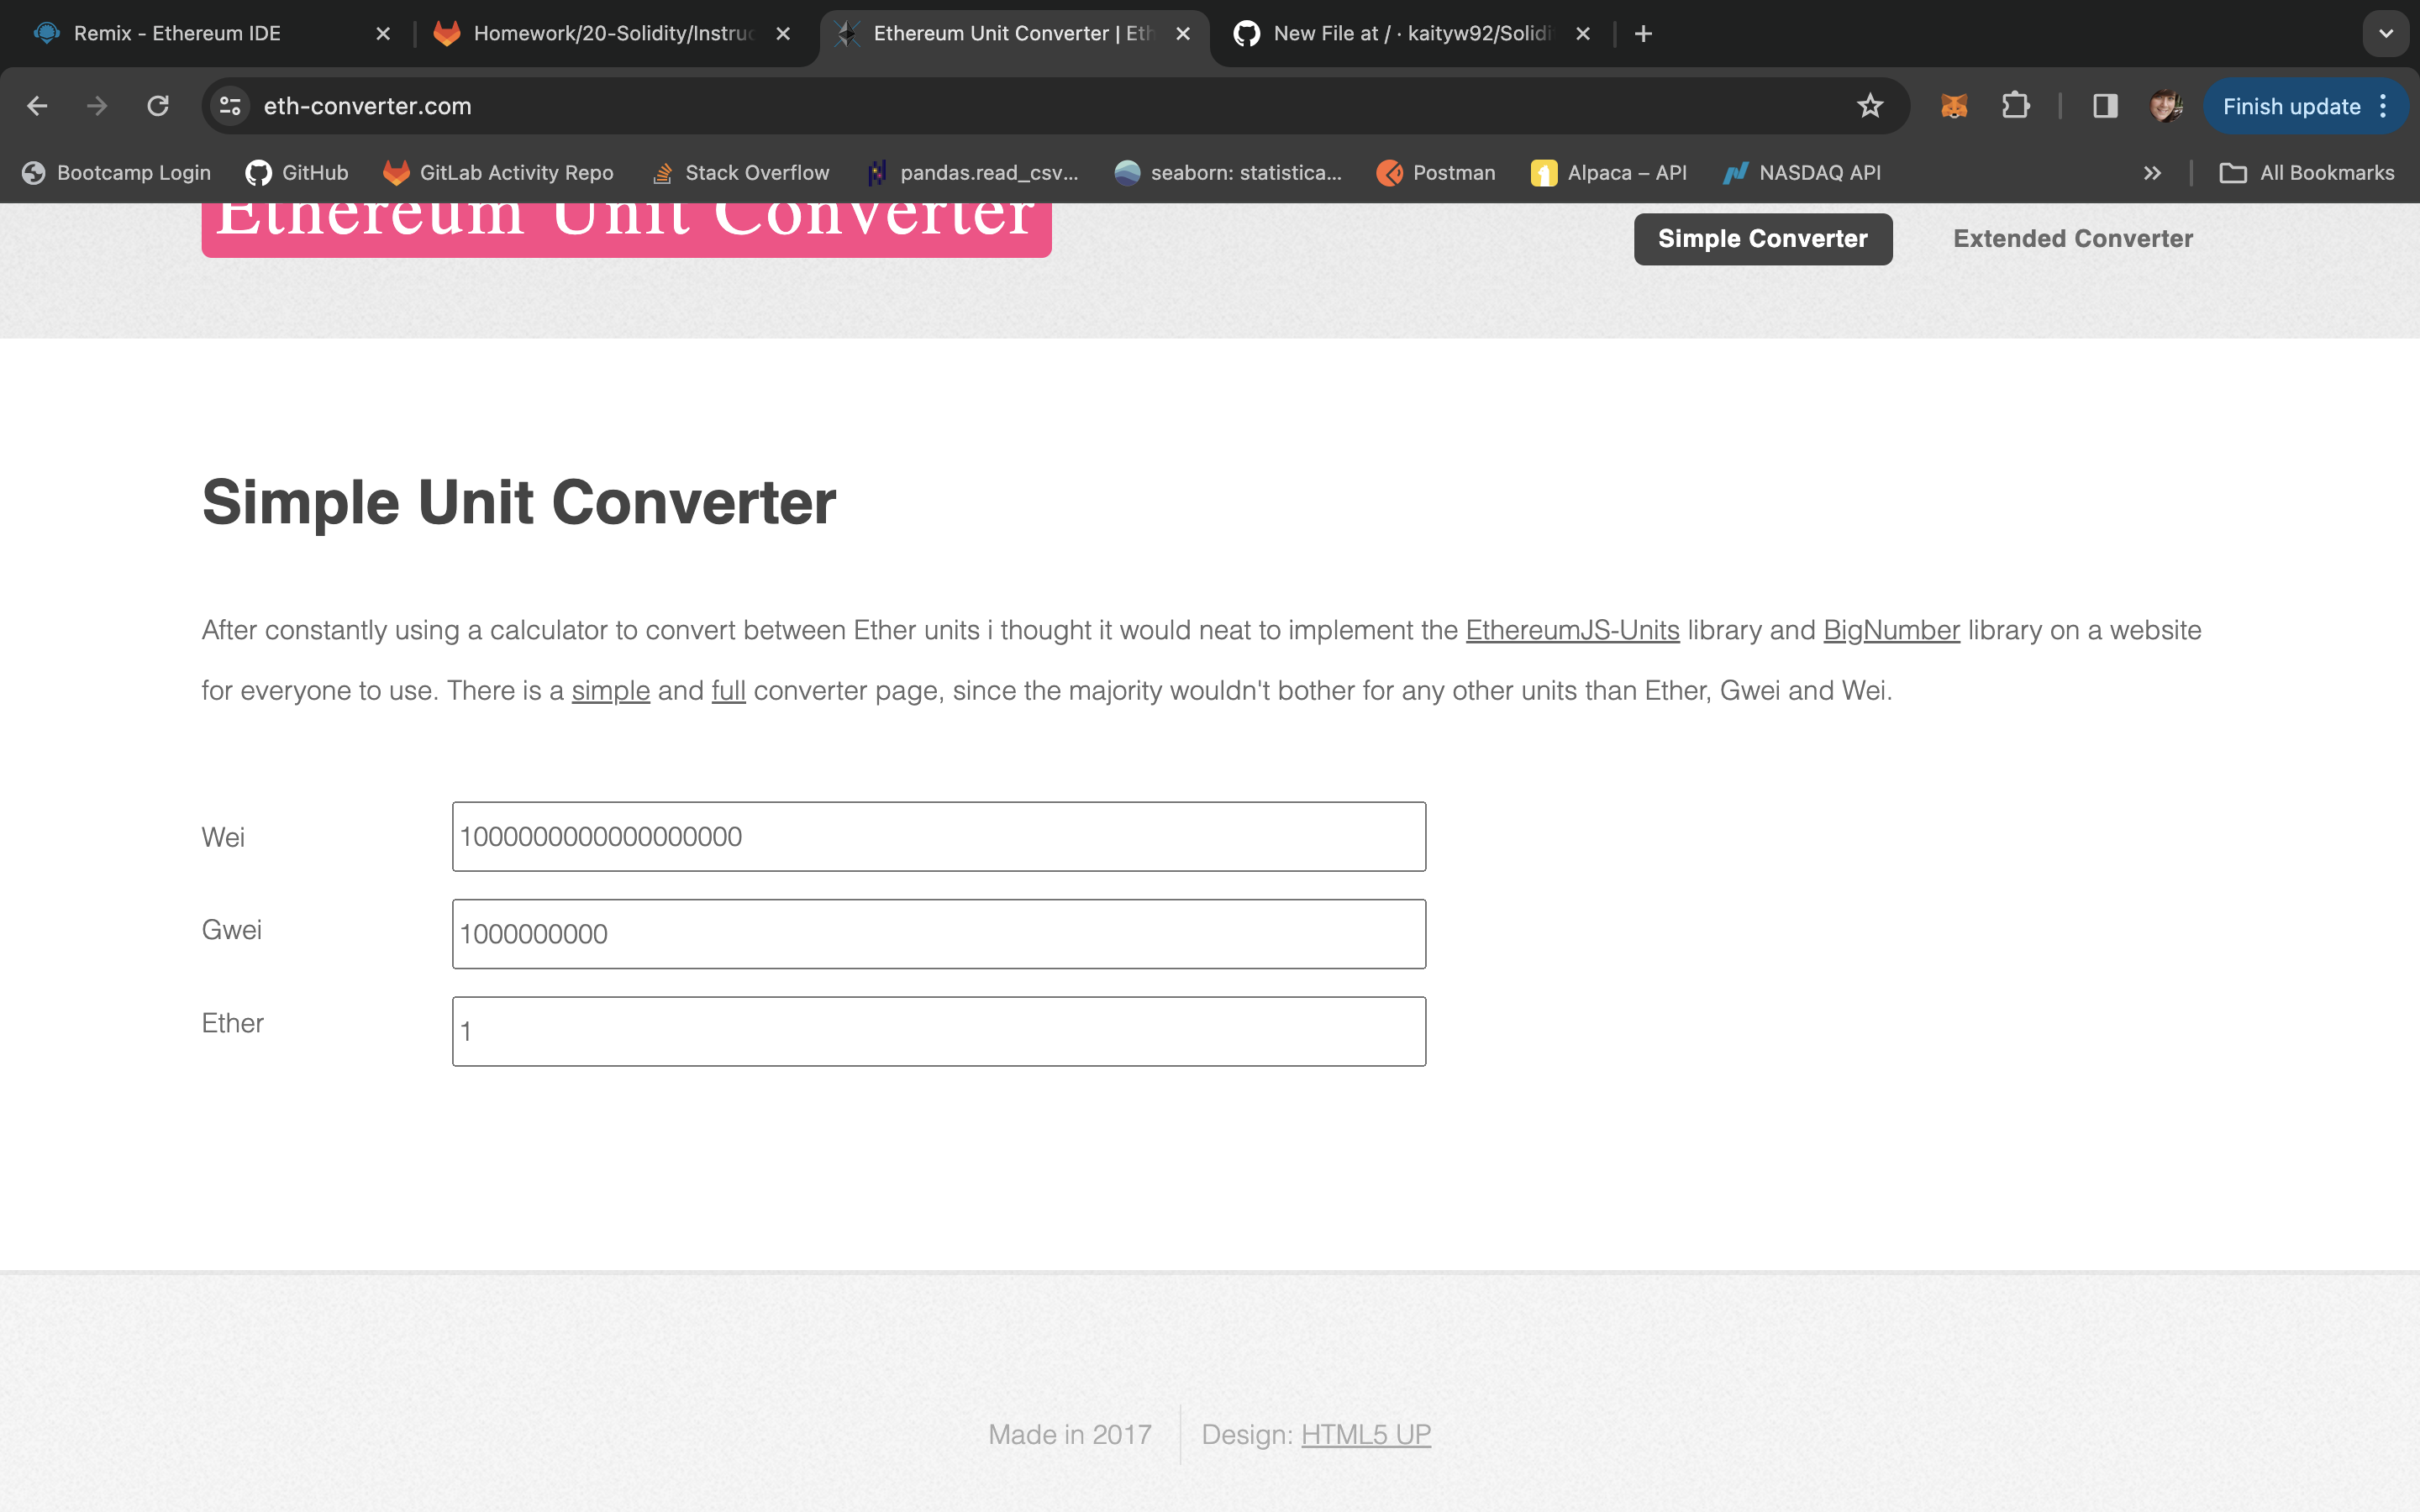 Remix - Ethereum IDE
Homework/20-Solidity/Instruc
Ethereum Unit Converter | Eth
New File at / · kaityw92/Solidi
eth-converter.com
Finish update
Bootcamp Login
GitHub
GitLab Activity Repo
Stack Overflow
pandas.read_csv...
seaborn: statistica...
Postman
Alpaca – API
NASDAQ API
All Bookmarks
Ethereum Unit Converter
Simple Converter
Extended Converter
Simple Unit Converter
After constantly using a calculator to convert between Ether units i thought it would neat to implement the EthereumJS-Units library and BigNumber library on a website
for everyone to use. There is a simple and full converter page, since the majority wouldn't bother for any other units than Ether, Gwei and Wei.
Wei
1000000000000000000
Gwei
1000000000
Ether
1
Made in 2017
Design: HTML5 UP